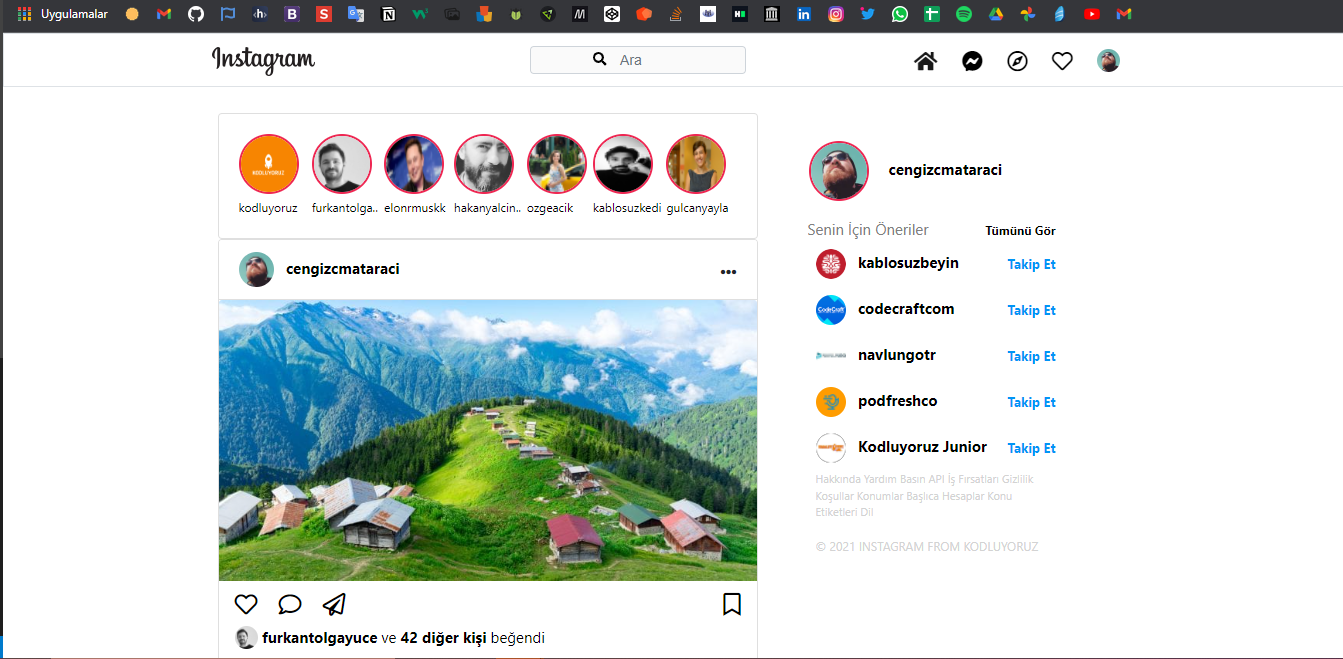 Uygulamalar
Instagram
Ara
KODLUYORUZ
kodluyoruz
furkantolga..
elonrmuskk
hakanyalcin..
ozgeacik
kablosuzkedi
gulcanyayla
cengizcmataraci
cengizcmataraci
Senin İçin Öneriler
Tümünü Gör
kablosuzbeyin
Takip Et
CodeCraft
codecraftcom
Takip Et
navlungotr
Takip Et
podfreshco
Takip Et
Kodluyoruz Junior
Takip Et
Hakkında Yardım Basın API İş Fırsatları Gizlilik
Koşullar Konumlar Başlıca Hesaplar Konu
Etiketleri Dil
© 2021 INSTAGRAM FROM KODLUYORUZ
furkantolgayuce ve 42 diğer kişi beğendi